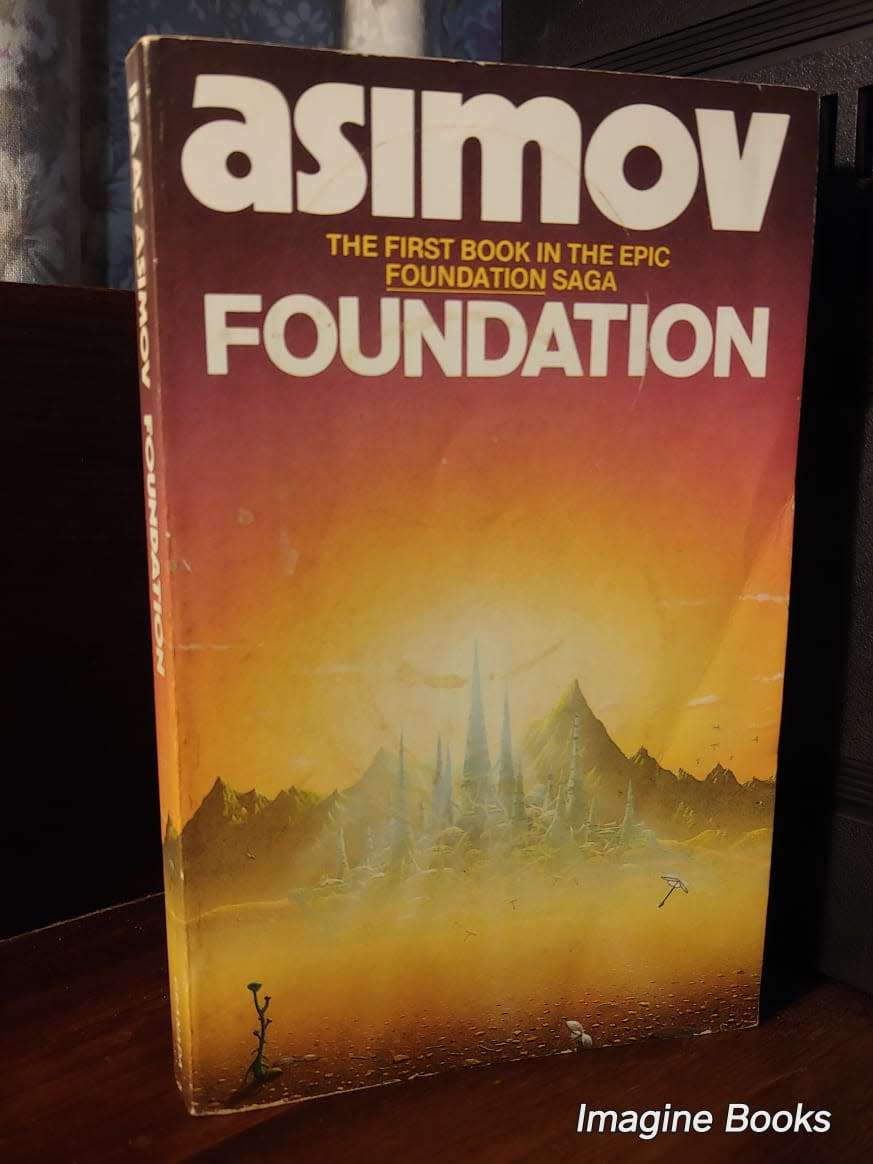 asimov
THE FIRST BOOK IN THE EPIC
FOUNDATION SAGA
FOUNDATION
ISAAC ASIMOV FOUNDATION
Imagine Books